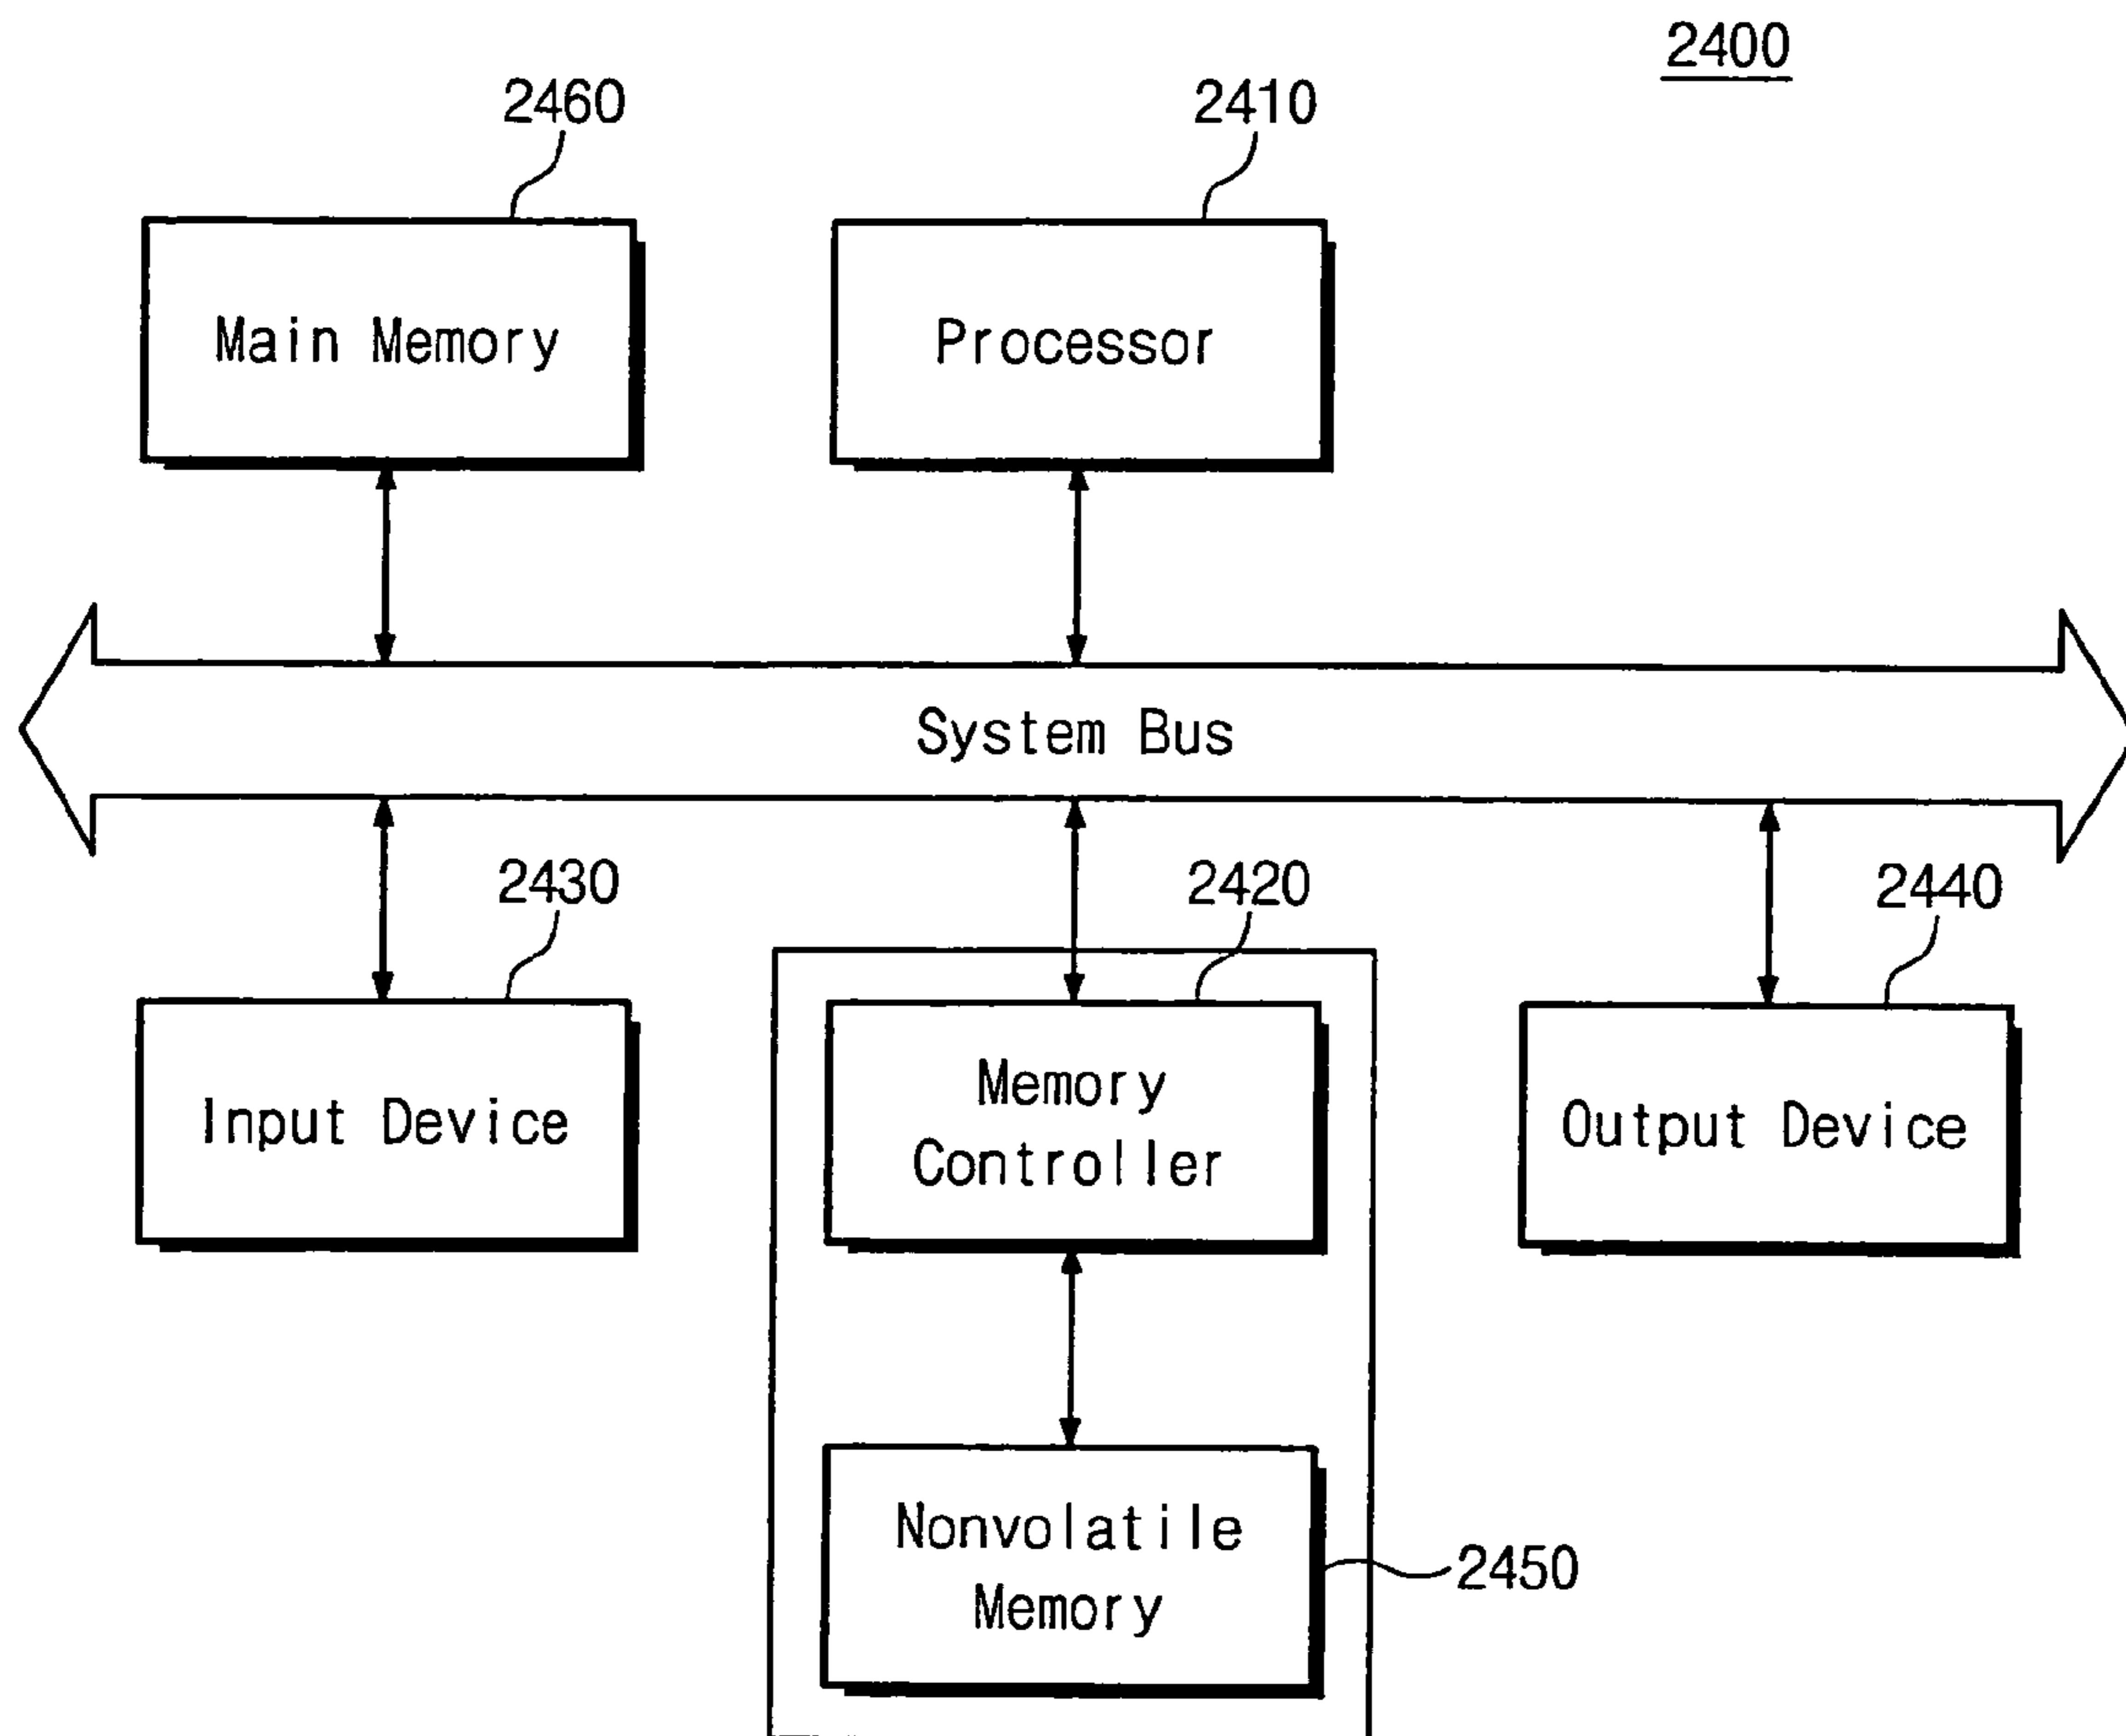 2400
2460
2410
Main Memory
Processor
System Bus
2430
2420
2440
Input Device
Memory
Controller
Output Device
Nonvolatile
Memory
2450